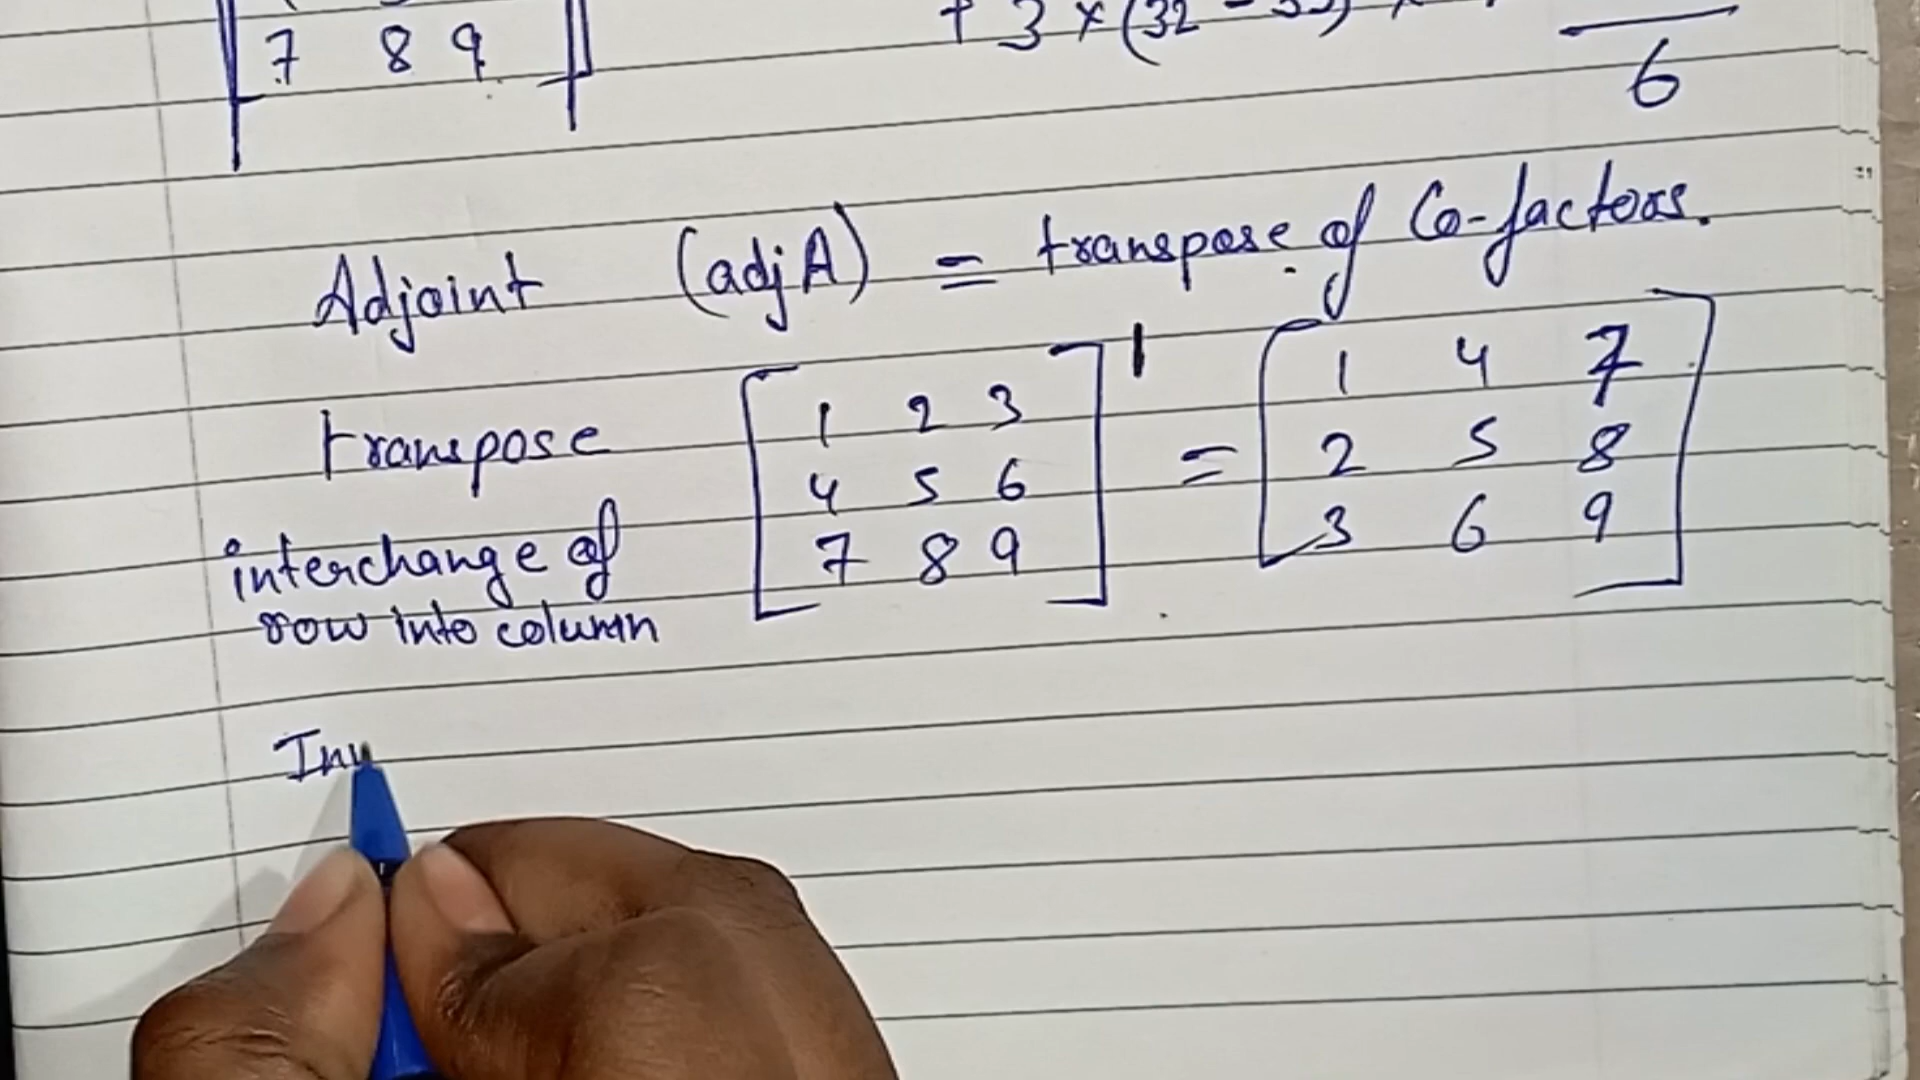 7 8 9
+ 3 × (32 -
6
Adjoint (adj A) = transpose of Co-factors.
transpose [1 2 3 4 5 6 7 8 9]' = [1 4 7 2 5 8 3 6 9]
interchange of
row into column
Inv